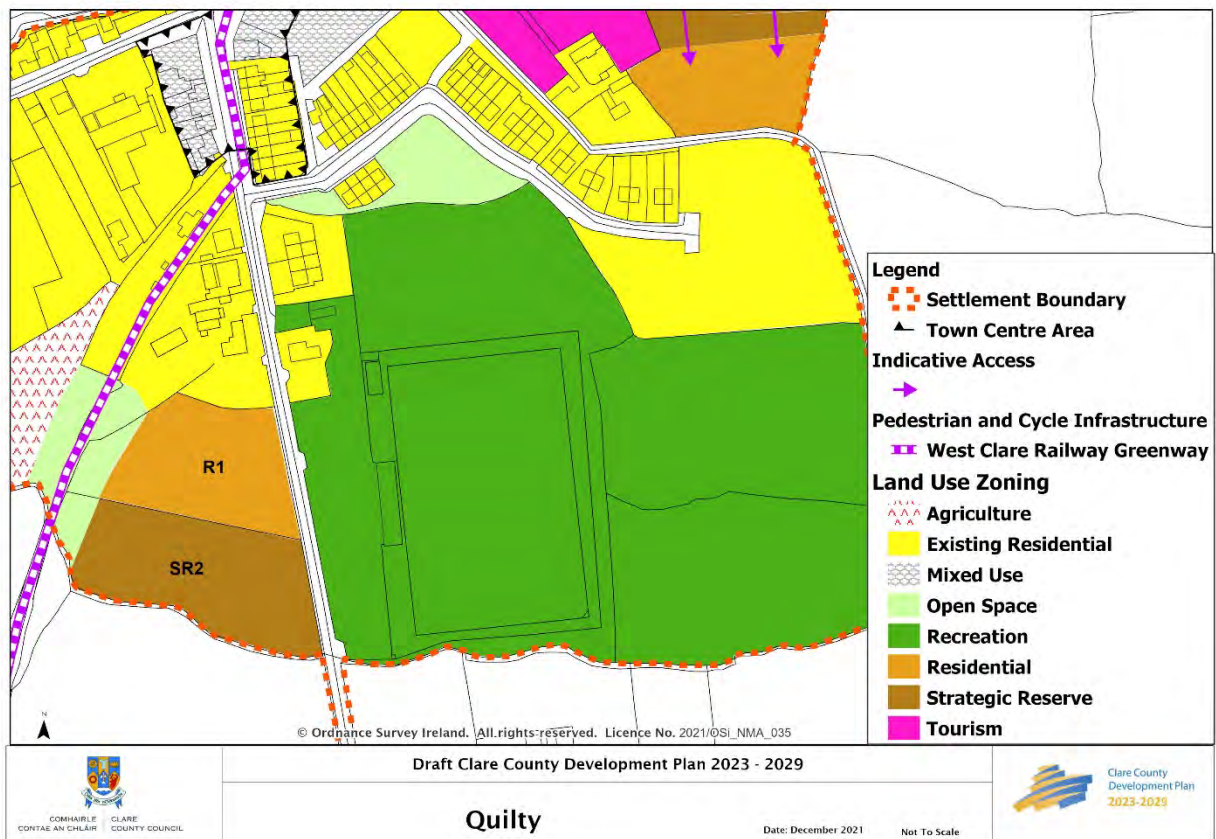 R1
SR2
Legend
Settlement Boundary
Town Centre Area
Indicative Access
Pedestrian and Cycle Infrastructure
West Clare Railway Greenway
Land Use Zoning
Agriculture
Existing Residential
Mixed Use
Open Space
Recreation
Residential
Strategic Reserve
Tourism
N
© Ordnance Survey Ireland. All rights reserved. Licence No. 2021/OSi_NMA_035
COMHAIRLE CONTAE AN CHLÁIR
CLARE COUNTY COUNCIL
Draft Clare County Development Plan 2023 - 2029
Quilty
Date: December 2021
Not To Scale
Clare County
Development Plan
2023-2029